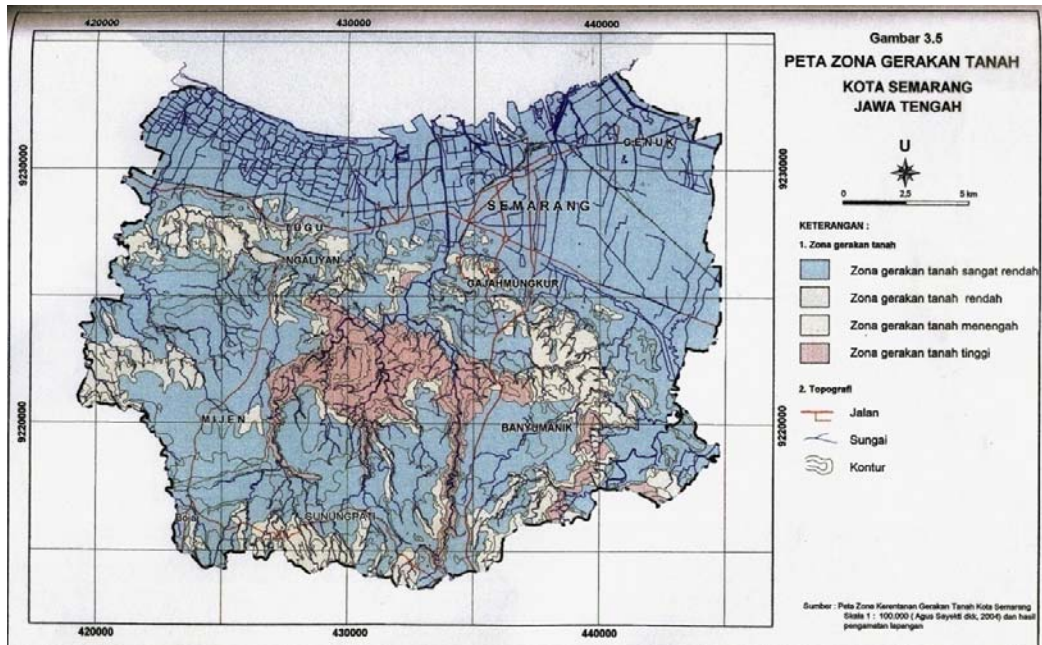 Gambar 3.5
PETA ZONA GERAKAN TANAH
KOTA SEMARANG
JAWA TENGAH
U
0 2,5 5 km
KETERANGAN :
1. Zona gerakan tanah
Zona gerakan tanah sangat rendah
Zona gerakan tanah rendah
Zona gerakan tanah menengah
Zona gerakan tanah tinggi
2. Topografi
Jalan
Sungai
Kontur
Sumber : Peta Zona Kerentanan Gerakan Tanah Kota Semarang
Skala 1 : 100.000 ( Agus Sayekti dkk, 2004) dan hasil
pengamatan lapangan
420000 430000 440000
9230000 9230000
GENUK
SEMARANG
TUGU
NGALIYAN
GAJAHMUNGKUR
9220000 9220000
MIJEN
BANYUMANIK
Boja
GUNUNGPATI
420000 430000 440000